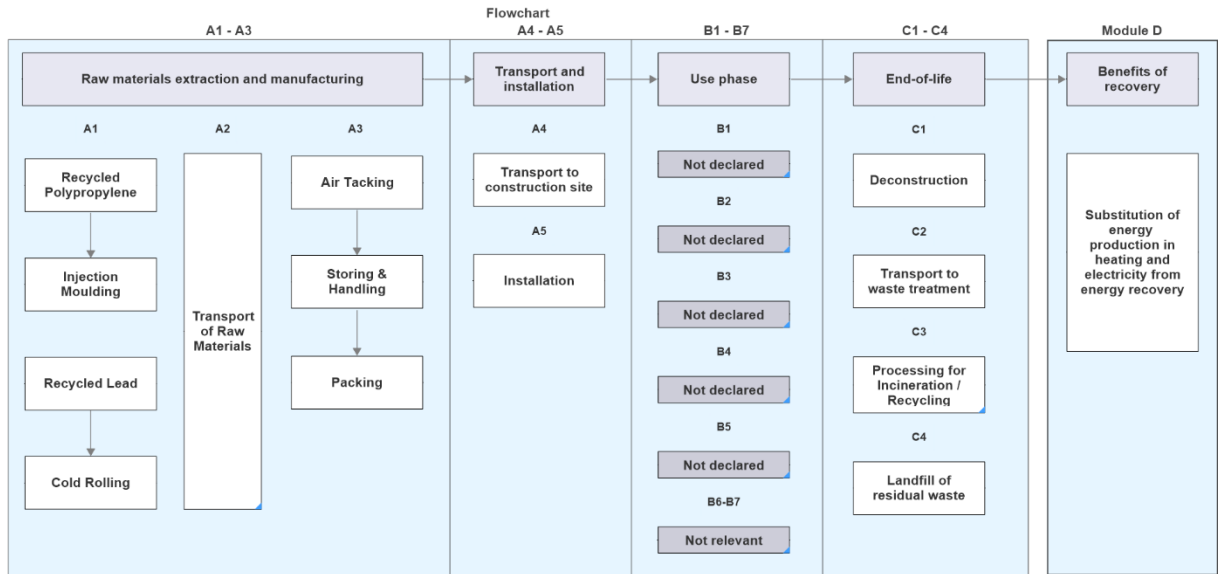 Flowchart
A1 - A3
A4 - A5
B1 - B7
C1 - C4
Module D
Raw materials extraction and manufacturing
Transport and
installation
Use phase
End-of-life
Benefits of
recovery
A1
Recycled
Polypropylene
Injection
Moulding
Recycled Lead
Cold Rolling
A2
Transport
of Raw
Materials
A3
Air Tacking
Storing &
Handling
Packing
A4
Transport to
construction site
A5
Installation
B1
Not declared
B2
Not declared
B3
Not declared
B4
Not declared
B5
Not declared
B6-B7
Not relevant
C1
Deconstruction
C2
Transport to
waste treatment
C3
Processing for
Incineration /
Recycling
C4
Landfill of
residual waste
Substitution of
energy
production in
heating and
electricity from
energy recovery